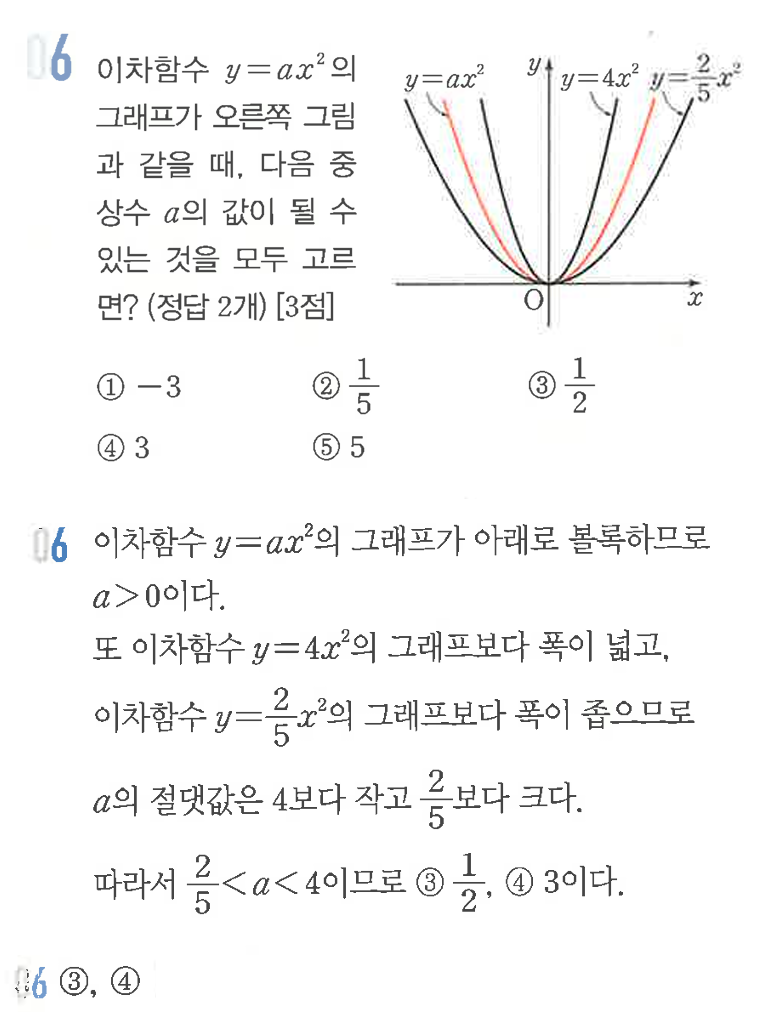 06
이차함수 y=ax²의
그래프가 오른쪽 그림
과 같을 때, 다음 중
상수 a의 값이 될 수
있는 것을 모두 고르
면? (정답 2개) [3점]
y=ax² y y=4x² y=2/5x²
O x
① -3 ② 1/5 ③ 1/2
④ 3 ⑤ 5
06 이차함수 y=ax²의 그래프가 아래로 볼록하므로
a>0이다.
또 이차함수 y=4x²의 그래프보다 폭이 넓고,
이차함수 y=2/5x²의 그래프보다 폭이 좁으므로
a의 절댓값은 4보다 작고 2/5보다 크다.
따라서 2/5<a<4이므로 ③ 1/2, ④ 3이다.
06 ③, ④